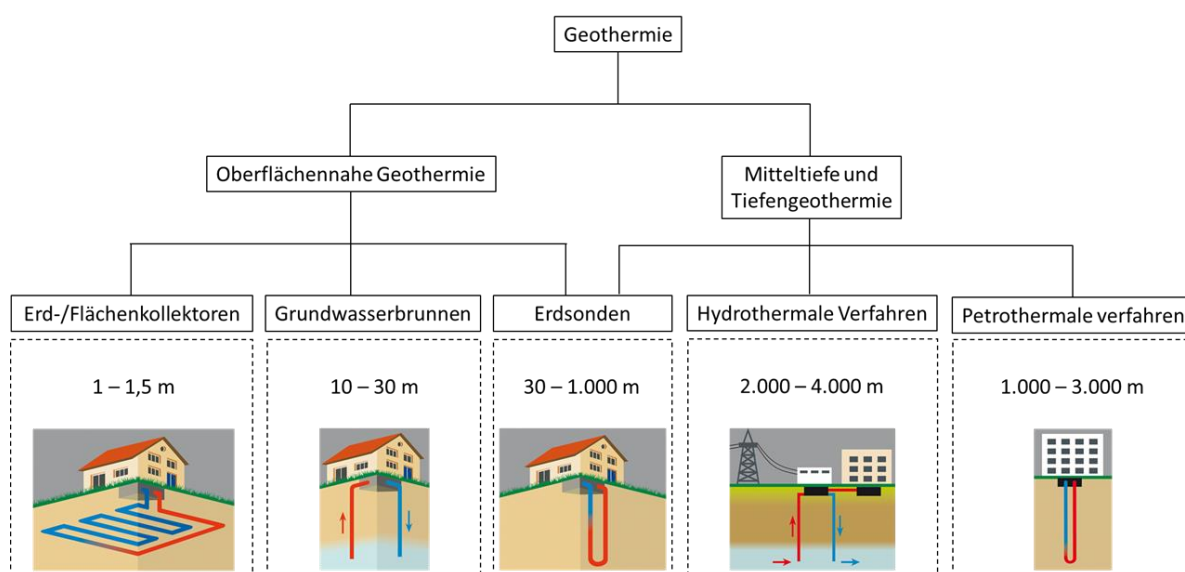 Geothermie
Oberflächennahe Geothermie
Mitteltiefe und
Tiefengeothermie
Erd-/Flächenkollektoren
Grundwasserbrunnen
Erdsonden
Hydrothermale Verfahren
Petrothermale verfahren
1 – 1,5 m
10 – 30 m
30 – 1.000 m
2.000 – 4.000 m
1.000 – 3.000 m